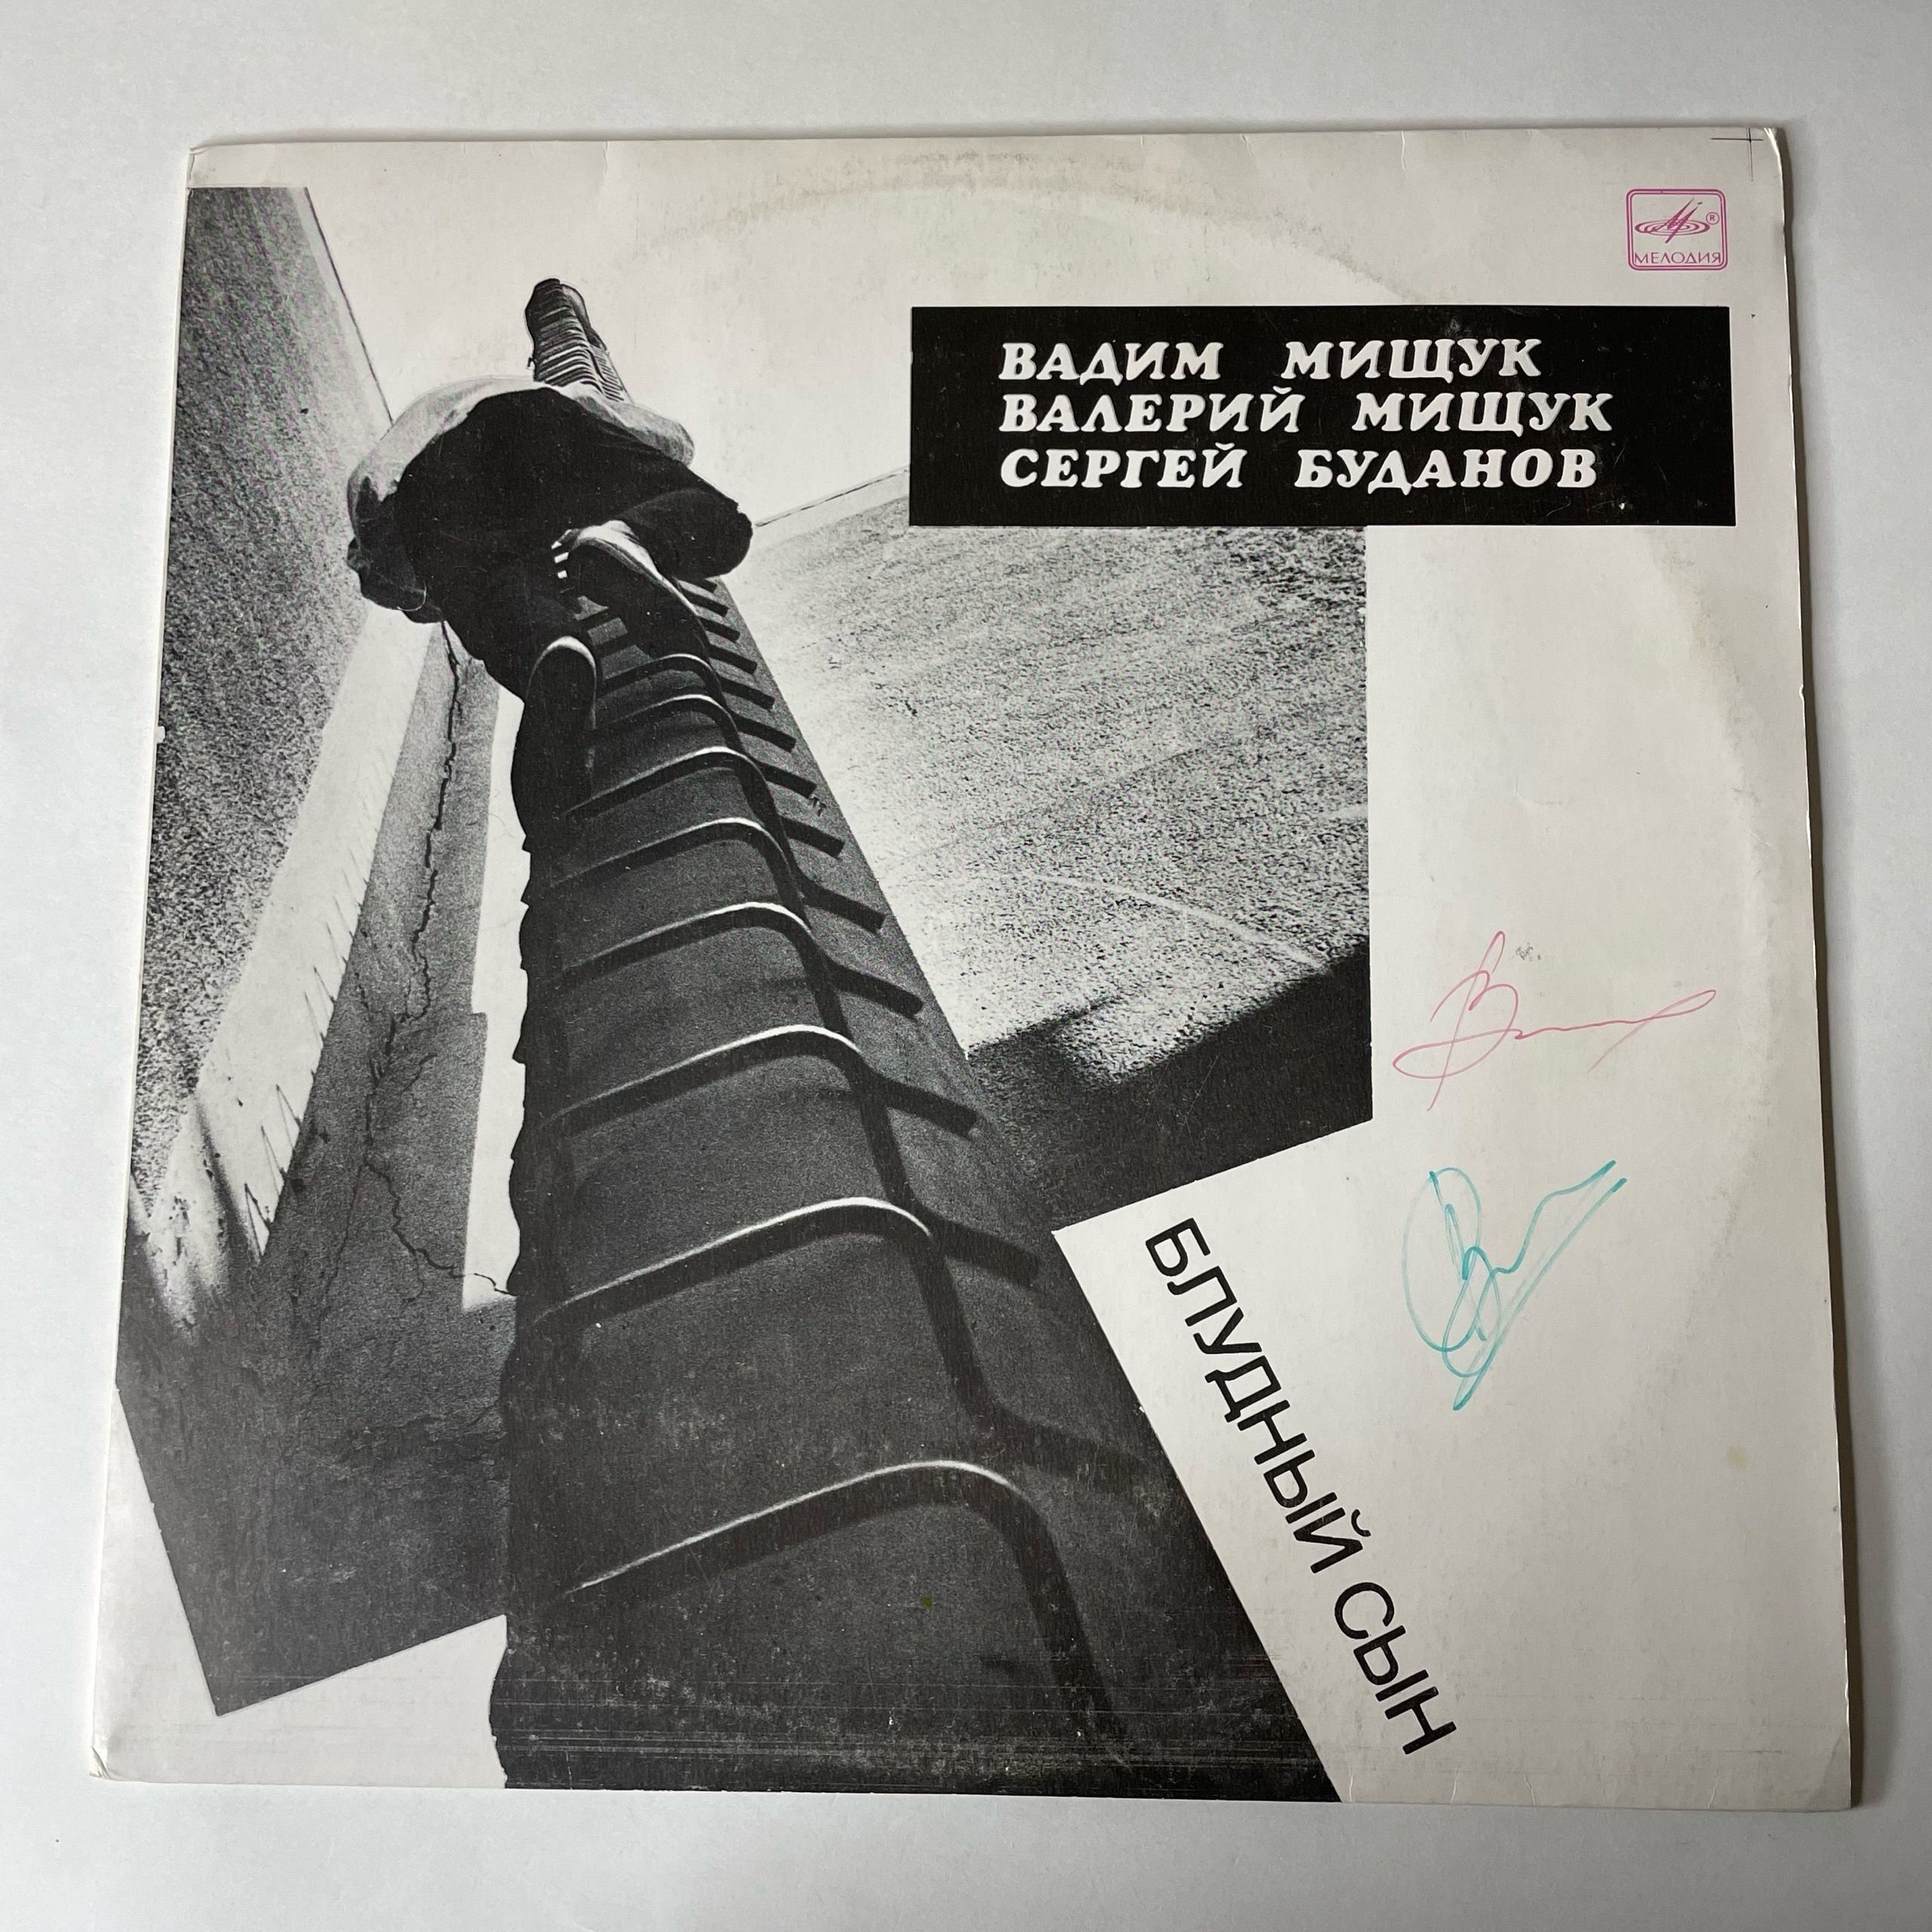 МЕЛОДИЯ
ВАДИМ МИЩУК
ВАЛЕРИЙ МИЩУК
СЕРГЕЙ БУДАНОВ
БЛУДНЫЙ СЫН